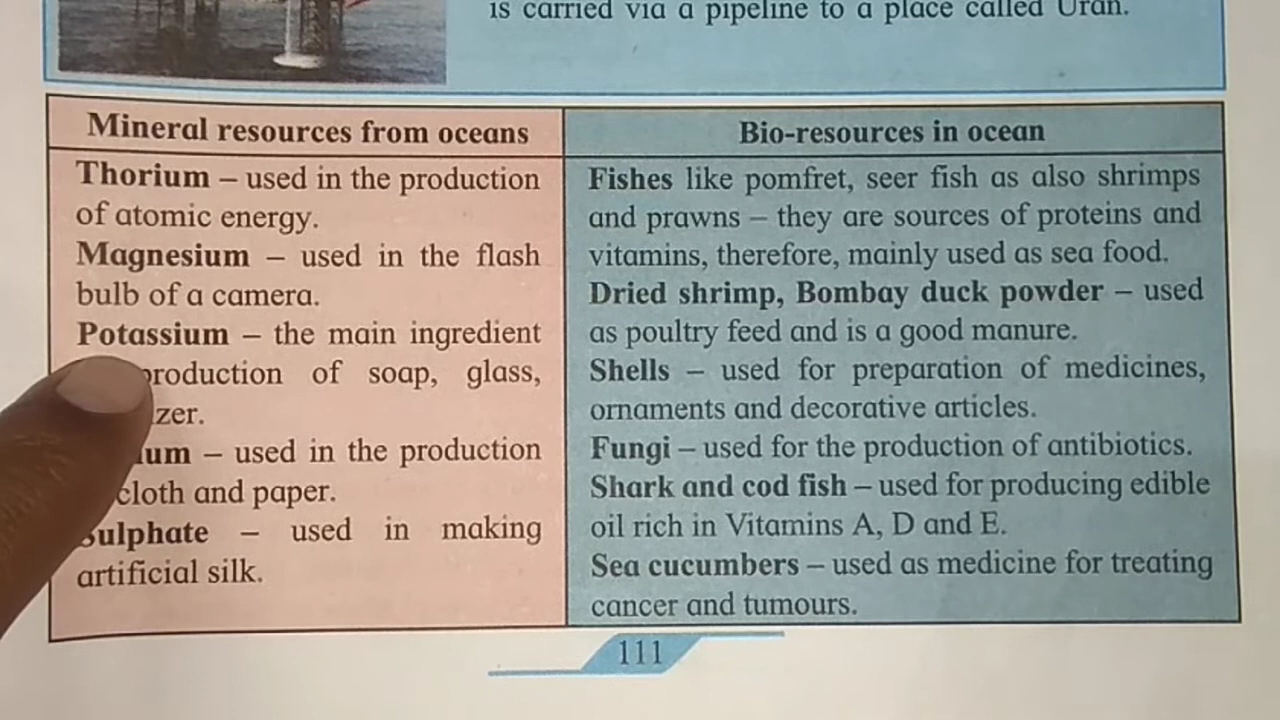 is carried via a pipeline to a place called Uran.
Mineral resources from oceans
Thorium – used in the production
of atomic energy.
Magnesium – used in the flash
bulb of a camera.
Potassium – the main ingredient
production of soap, glass,
– used in the production
cloth and paper.
Sulphate – used in making
artificial silk.
Bio-resources in ocean
Fishes like pomfret, seer fish as also shrimps
and prawns – they are sources of proteins and
vitamins, therefore, mainly used as sea food.
Dried shrimp, Bombay duck powder – used
as poultry feed and is a good manure.
Shells – used for preparation of medicines,
ornaments and decorative articles.
Fungi – used for the production of antibiotics.
Shark and cod fish – used for producing edible
oil rich in Vitamins A, D and E.
Sea cucumbers – used as medicine for treating
cancer and tumours.
111